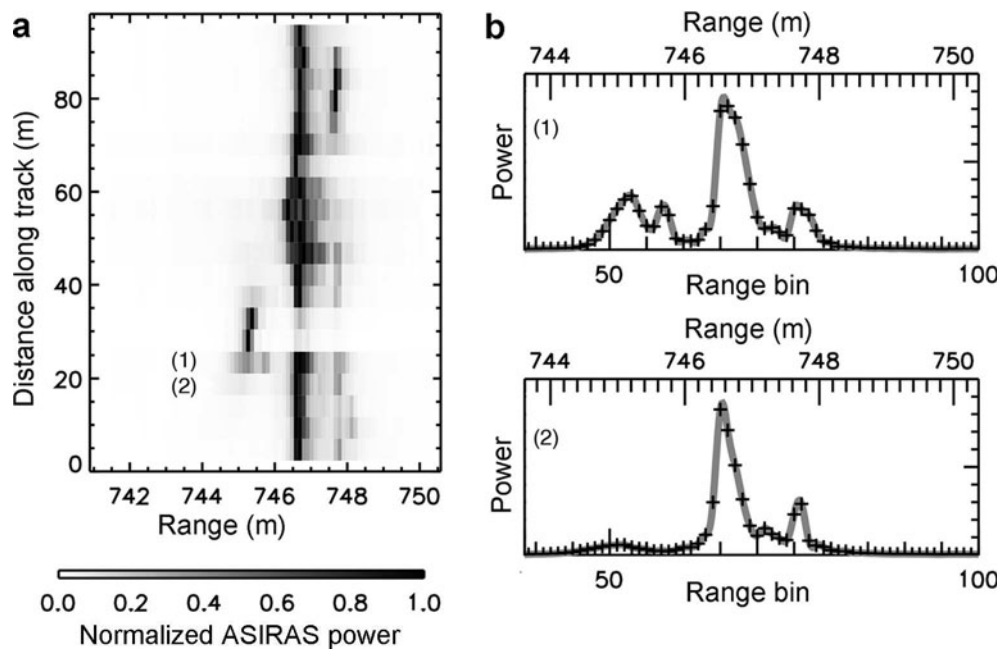 a
Distance along track (m)
80
60
40
20
0
(1)
(2)
742 744 746 748 750
Range (m)
0.0 0.2 0.4 0.6 0.8 1.0
Normalized ASIRAS power
b
Range (m)
744 746 748 750
(1)
Power
50 100
Range bin
Range (m)
744 746 748 750
(2)
Power
50 100
Range bin